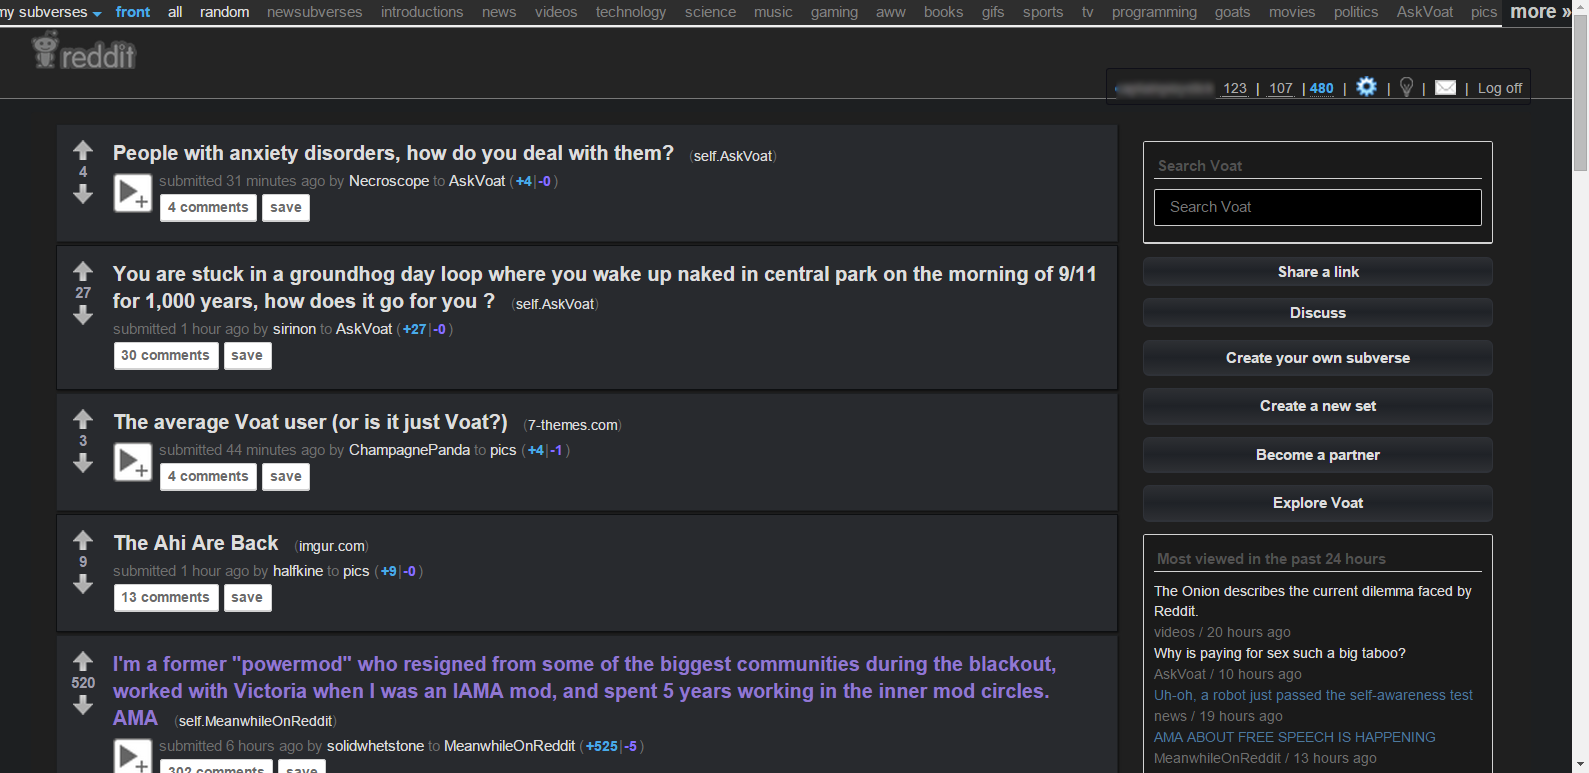 my subverses front all random newsubverses introductions news videos technology science music gaming aww books gifs sports tv programming goats movies politics AskVoat pics more »
reddit
123 | 107 | 480 | | | | Log off
People with anxiety disorders, how do you deal with them? (self.AskVoat)
4
submitted 31 minutes ago by Necroscope to AskVoat (+4|-0)
4 comments save
You are stuck in a groundhog day loop where you wake up naked in central park on the morning of 9/11
27
for 1,000 years, how does it go for you ? (self.AskVoat)
submitted 1 hour ago by sirinon to AskVoat (+27|-0)
30 comments save
The average Voat user (or is it just Voat?) (7-themes.com)
3
submitted 44 minutes ago by ChampagnePanda to pics (+4|-1)
4 comments save
The Ahi Are Back (imgur.com)
9
submitted 1 hour ago by halfkine to pics (+9|-0)
13 comments save
I'm a former "powermod" who resigned from some of the biggest communities during the blackout,
520
worked with Victoria when I was an IAMA mod, and spent 5 years working in the inner mod circles.
AMA (self.MeanwhileOnReddit)
submitted 6 hours ago by solidwhetstone to MeanwhileOnReddit (+525|-5)
302 comments save
Search Voat
Search Voat
Share a link
Discuss
Create your own subverse
Create a new set
Become a partner
Explore Voat
Most viewed in the past 24 hours
The Onion describes the current dilemma faced by
Reddit.
videos / 20 hours ago
Why is paying for sex such a big taboo?
AskVoat / 10 hours ago
Uh-oh, a robot just passed the self-awareness test
news / 19 hours ago
AMA ABOUT FREE SPEECH IS HAPPENING
MeanwhileOnReddit / 13 hours ago